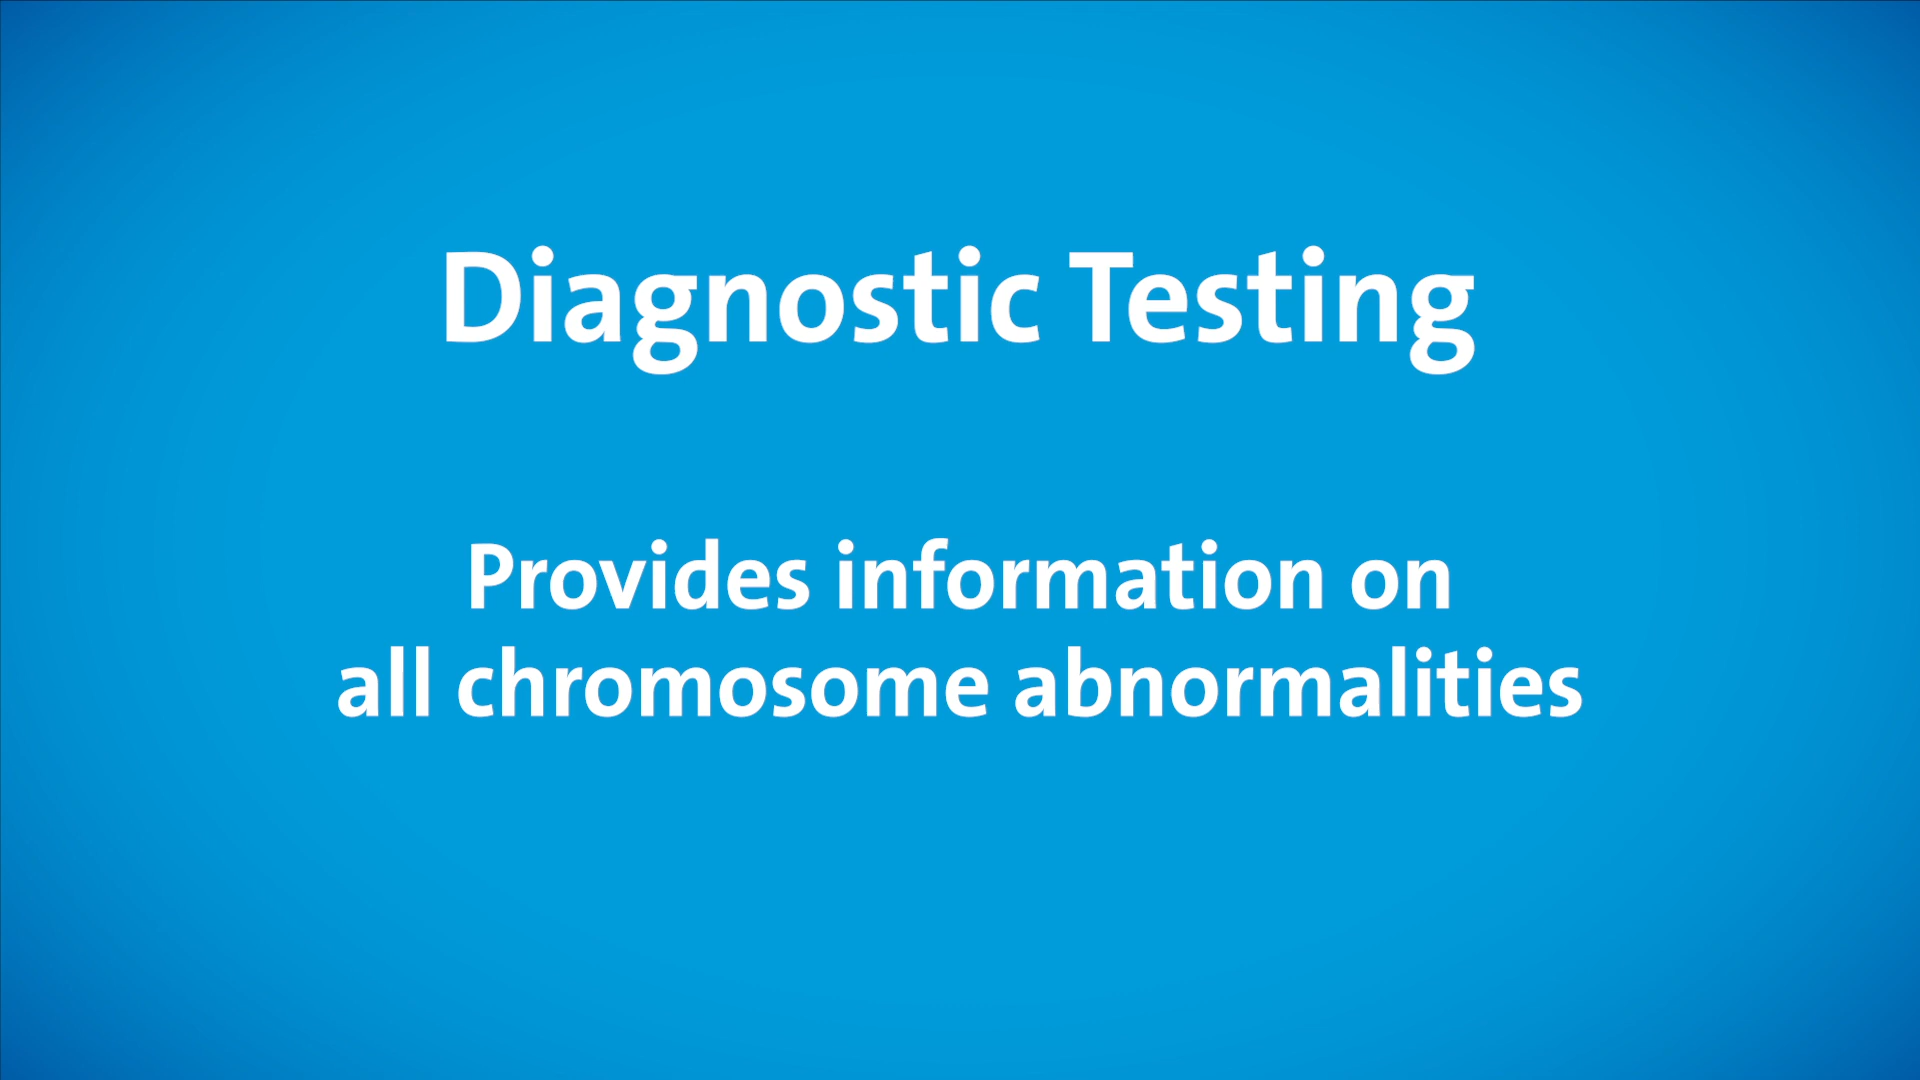 Diagnostic Testing
Provides information on
all chromosome abnormalities